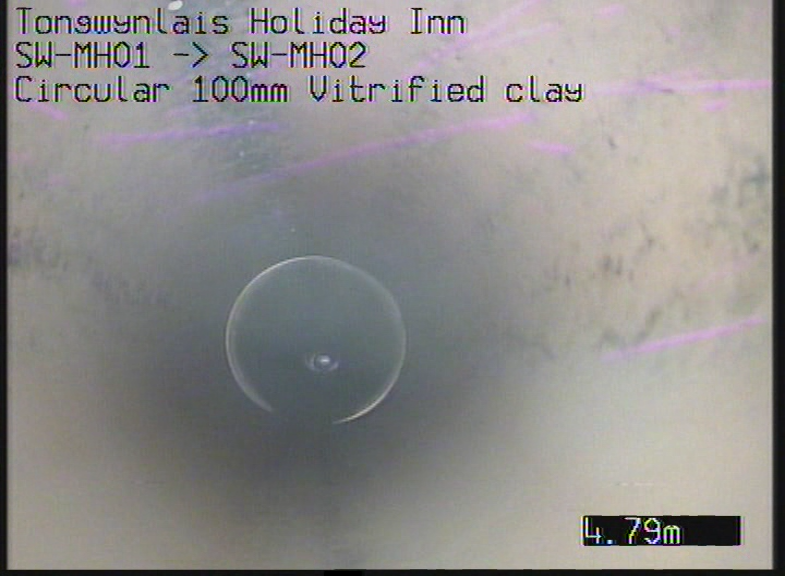 Tongwynlais Holiday Inn
SW-MH01 -> SW-MH02
Circular 100mm Vitrified clay
4.79m